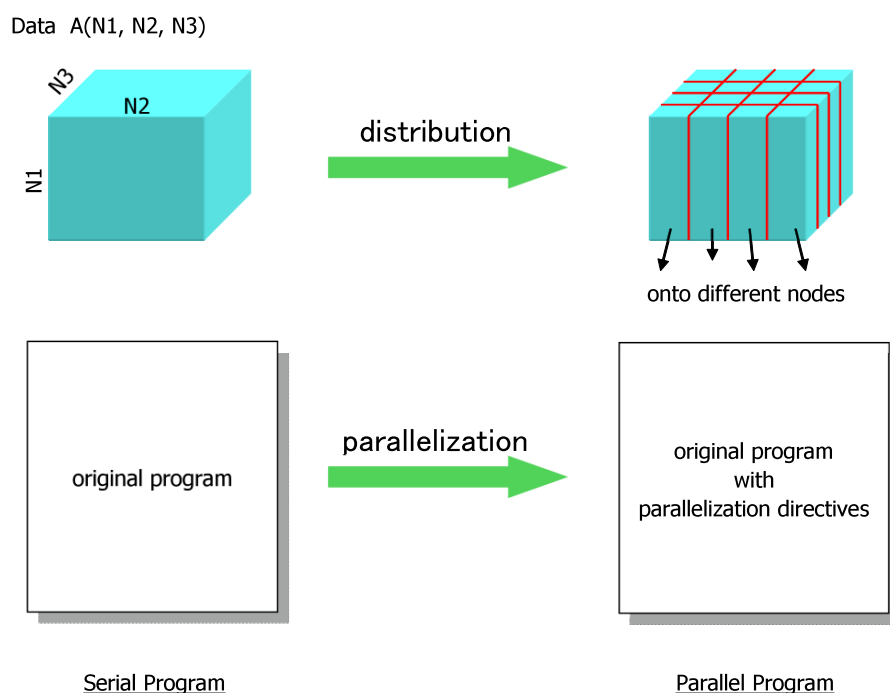 Data A(N1, N2, N3)
N3
N2
N1
distribution
onto different nodes
original program
parallelization
original program
with
parallelization directives
Serial Program
Parallel Program